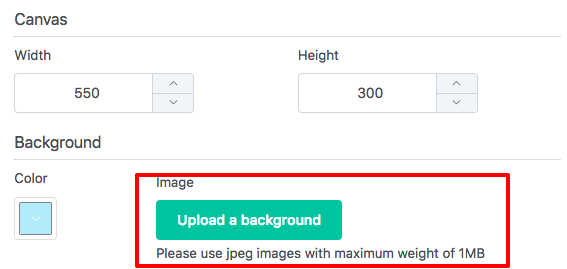 Canvas
Width Height
550 300
Background
Color Image
Upload a background
Please use jpeg images with maximum weight of 1MB